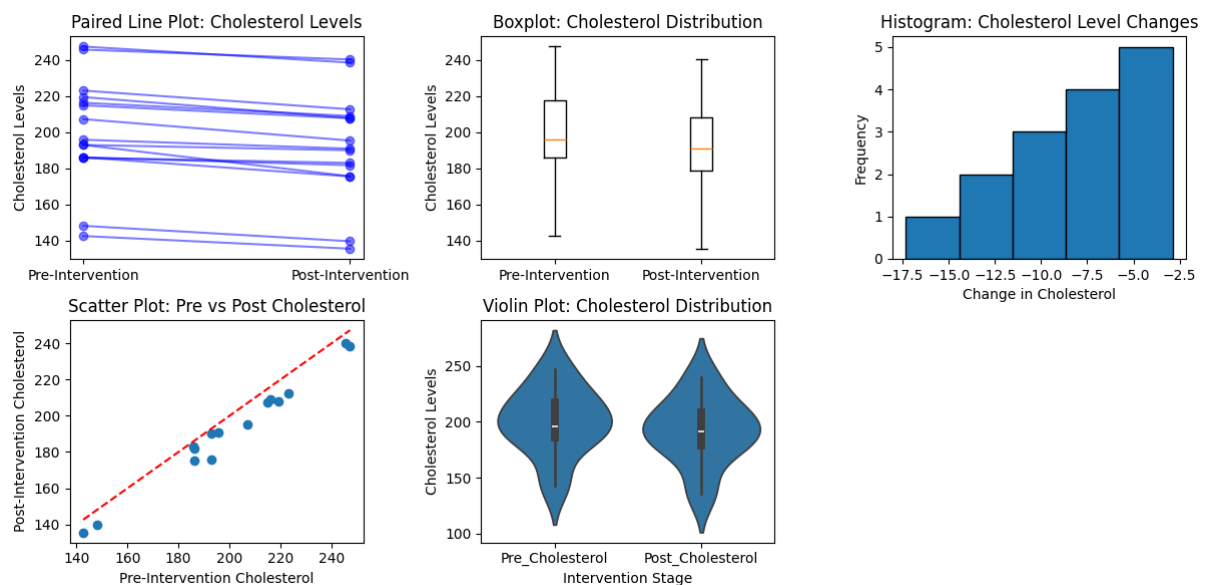 Paired Line Plot: Cholesterol Levels
Cholesterol Levels
240
220
200
180
160
140
Pre-Intervention
Post-Intervention
Boxplot: Cholesterol Distribution
Cholesterol Levels
240
220
200
180
160
140
Pre-Intervention
Post-Intervention
Histogram: Cholesterol Level Changes
Frequency
5
4
3
2
1
0
−17.5
−15.0
−12.5
−10.0
−7.5
−5.0
−2.5
Change in Cholesterol
Scatter Plot: Pre vs Post Cholesterol
Post-Intervention Cholesterol
240
220
200
180
160
140
140
160
180
200
220
240
Pre-Intervention Cholesterol
Violin Plot: Cholesterol Distribution
Cholesterol Levels
250
200
150
100
Pre_Cholesterol
Post_Cholesterol
Intervention Stage